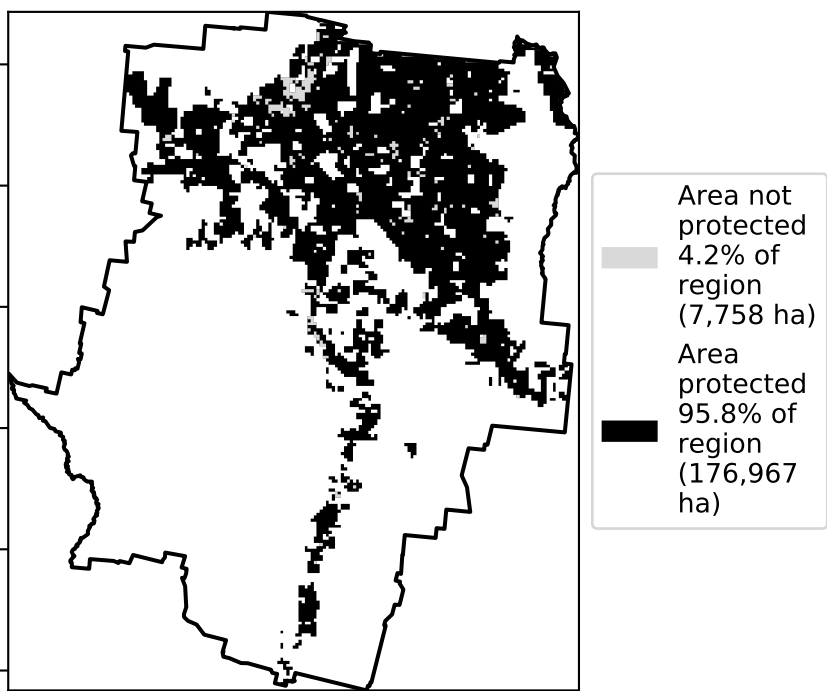 Area not
protected
4.2% of
region
(7,758 ha)
Area
protected
95.8% of
region
(176,967
ha)